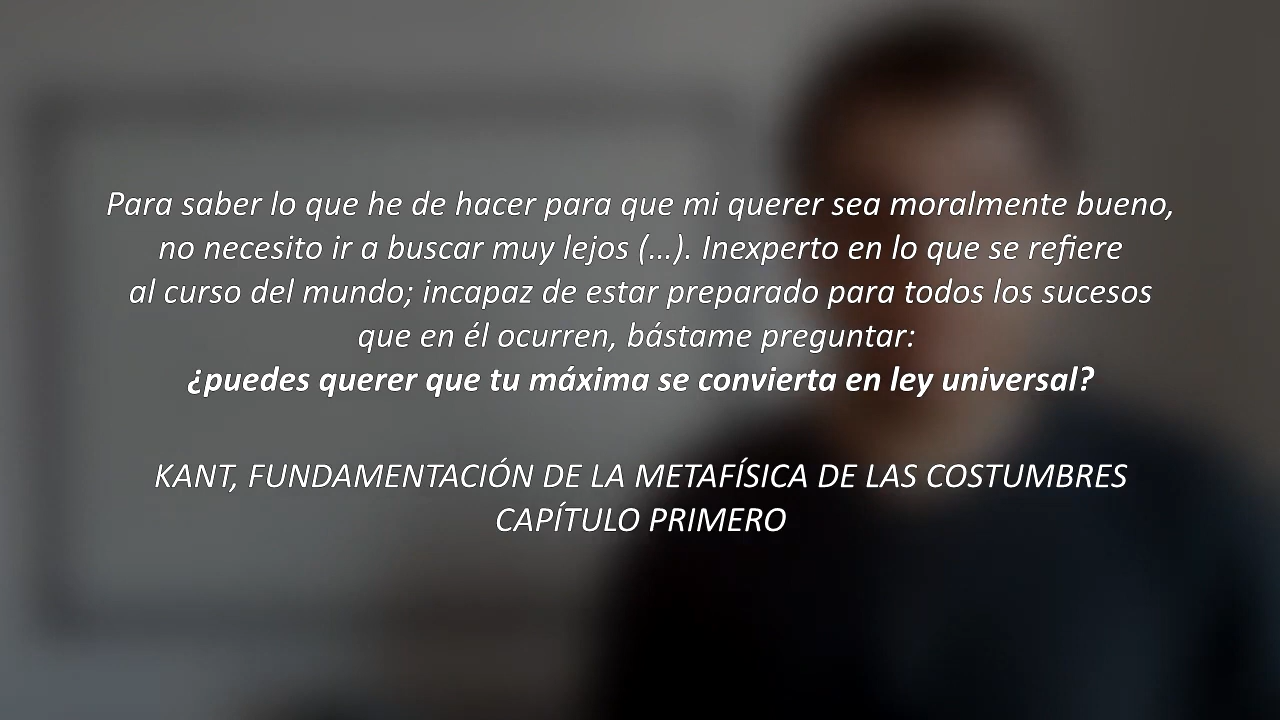 Para saber lo que he de hacer para que mi querer sea moralmente bueno,
no necesito ir a buscar muy lejos (...). Inexperto en lo que se refiere
al curso del mundo; incapaz de estar preparado para todos los sucesos
que en él ocurren, bástame preguntar:
¿puedes querer que tu máxima se convierta en ley universal?
KANT, FUNDAMENTACIÓN DE LA METAFÍSICA DE LAS COSTUMBRES
CAPÍTULO PRIMERO